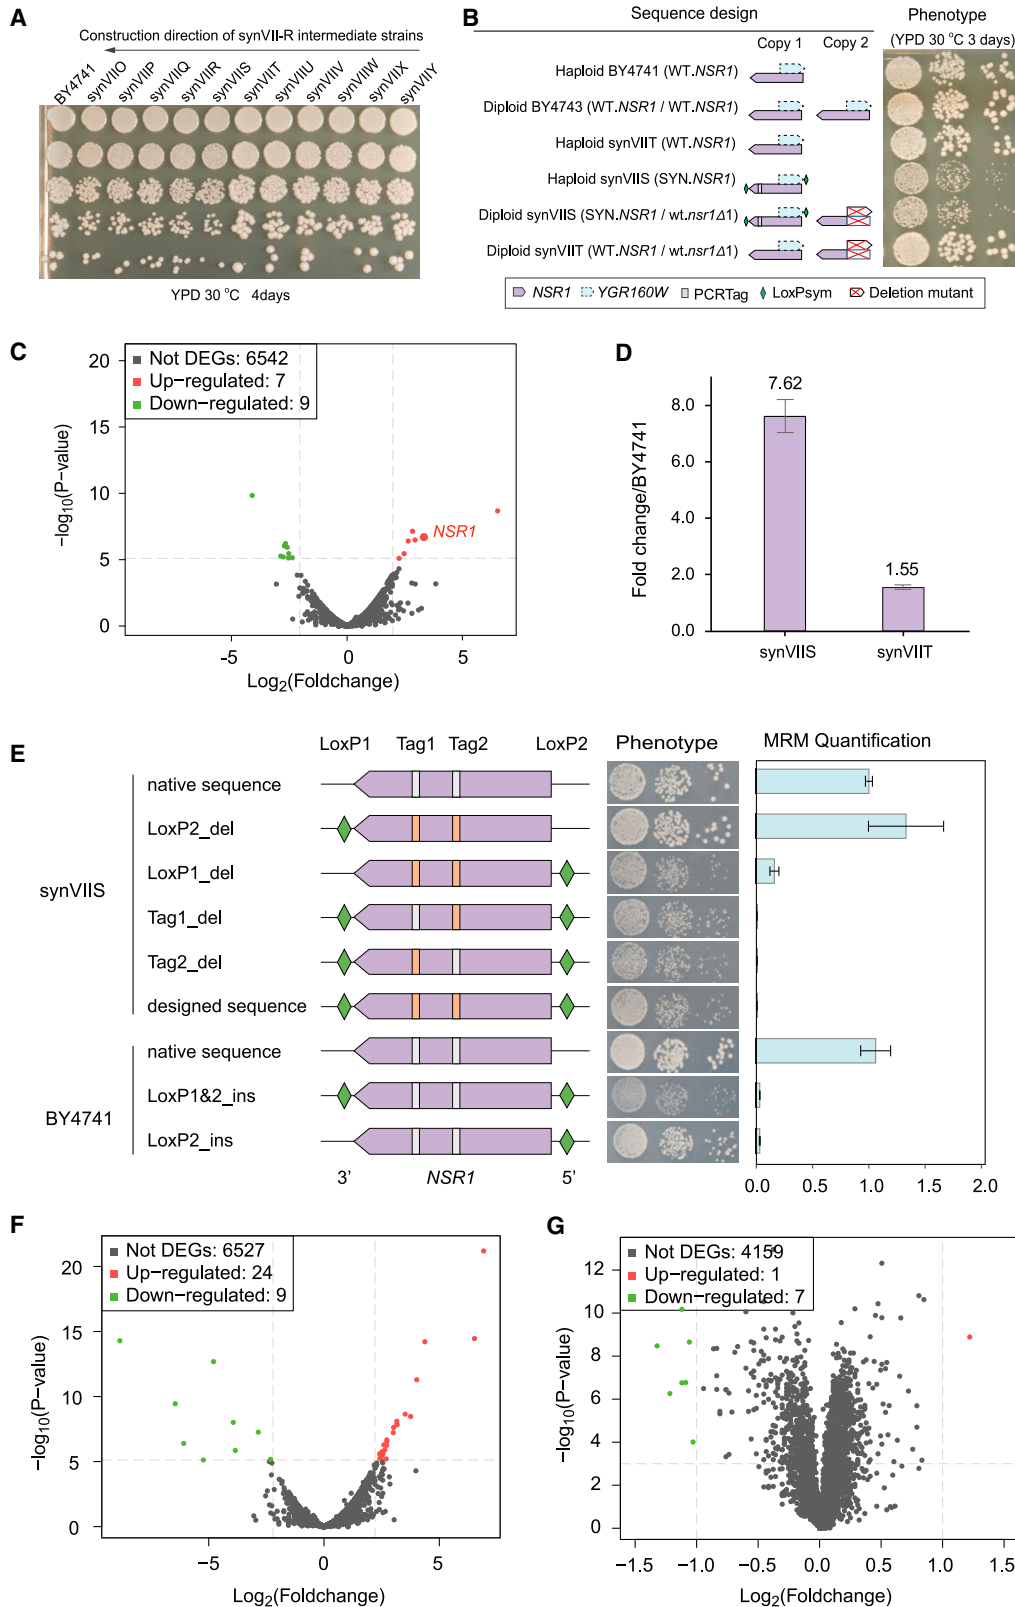 A
Construction direction of synVII-R intermediate strains
BY4741
synVIIO
synVIIP
synVIIQ
synVIIR
synVIIS
synVIIT
synVIIU
synVIIV
synVIIW
synVIIX
synVIIY
YPD 30 °C 4days
B
Sequence design
Phenotype
Copy 1
Copy 2
(YPD 30 °C 3 days)
Haploid BY4741 (WT.NSR1)
Diploid BY4743 (WT.NSR1 / WT.NSR1)
Haploid synVIIT (WT.NSR1)
Haploid synVIIS (SYN.NSR1)
Diploid synVIIS (SYN.NSR1 / wt.nsr1Δ1)
Diploid synVIIT (WT.NSR1 / wt.nsr1Δ1)
NSR1 YGR160W PCRTag LoxPsym Deletion mutant
C
Not DEGs: 6542
Up−regulated: 7
Down−regulated: 9
20
15
10
5
0
−log10(P−value)
NSR1
-5 0 5
Log2(Foldchange)
D
Fold change/BY4741
8.0
6.0
4.0
2.0
0.0
7.62
1.55
synVIIS synVIIT
E
LoxP1 Tag1 Tag2 LoxP2
Phenotype
MRM Quantification
synVIIS
native sequence
LoxP2_del
LoxP1_del
Tag1_del
Tag2_del
designed sequence
BY4741
native sequence
LoxP1&2_ins
LoxP2_ins
3’ NSR1 5’
0.0 0.5 1.0 1.5 2.0
F
Not DEGs: 6527
Up−regulated: 24
Down−regulated: 9
20
15
10
5
0
−log10(P−value)
−5 0 5
Log2(Foldchange)
G
Not DEGs: 4159
Up−regulated: 1
Down−regulated: 7
12
10
8
6
4
2
0
−log10(P−value)
−1.5 −1.0 0.0 0.5 1.0 1.5
Log2(Foldchange)